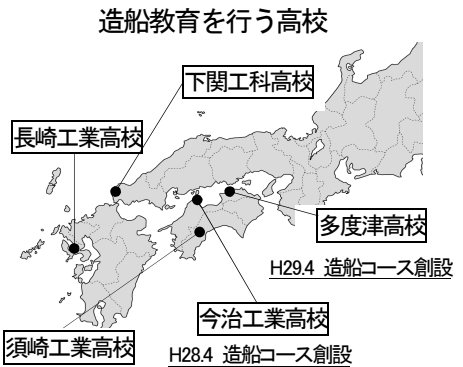 造船教育を行う高校
下関工科高校
長崎工業高校
多度津高校
H29.4 造船コース創設
今治工業高校
H28.4 造船コース創設
須崎工業高校